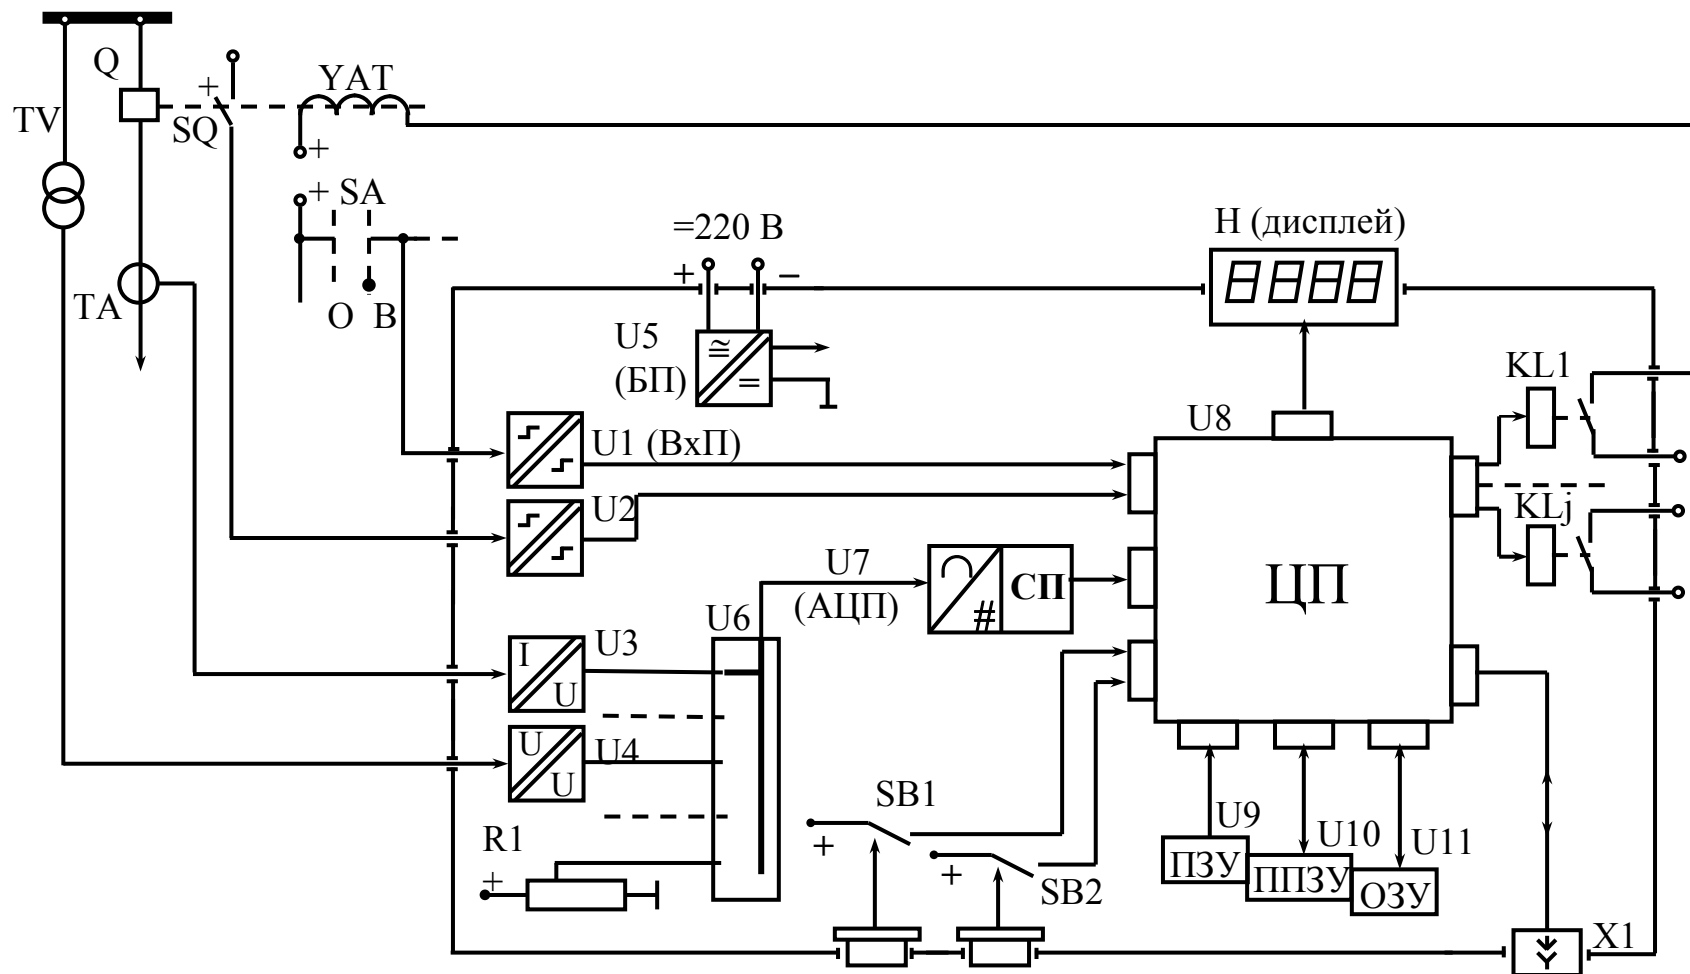 Q
YAT
+
TV
SQ
+
+ SA
=220 В
H (дисплей)
+
–
TA
О В
8888
U5
(БП)
≅
=
KL1
U8
U1 (ВхП)
U2
KLj
U7
(АЦП)
СП
#
ЦП
U6
U3
I
U
U4
U
U
SB1
+
R1
+
+
SB2
U9
U10
U11
ПЗУ
ППЗУ
ОЗУ
X1